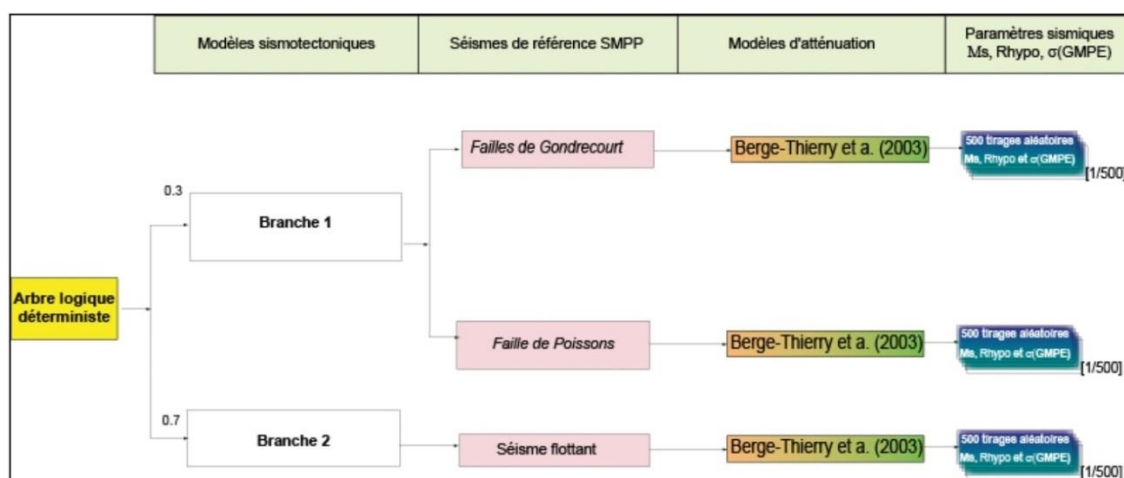 Modèles sismotectoniques
Séismes de référence SMPP
Modèles d'atténuation
Paramètres sismiques
Ms, Rhypo, σ(GMPE)
Failles de Gondrecourt
Berge-Thierry et a. (2003)
500 tirages aléatoires
Ms, Rhypo et σ(GMPE)
[1/500]
0.3
Branche 1
Arbre logique
déterministe
Faille de Poissons
Berge-Thierry et a. (2003)
500 tirages aléatoires
Ms, Rhypo et σ(GMPE)
[1/500]
0.7
Branche 2
Séisme flottant
Berge-Thierry et a. (2003)
500 tirages aléatoires
Ms, Rhypo et σ(GMPE)
[1/500]